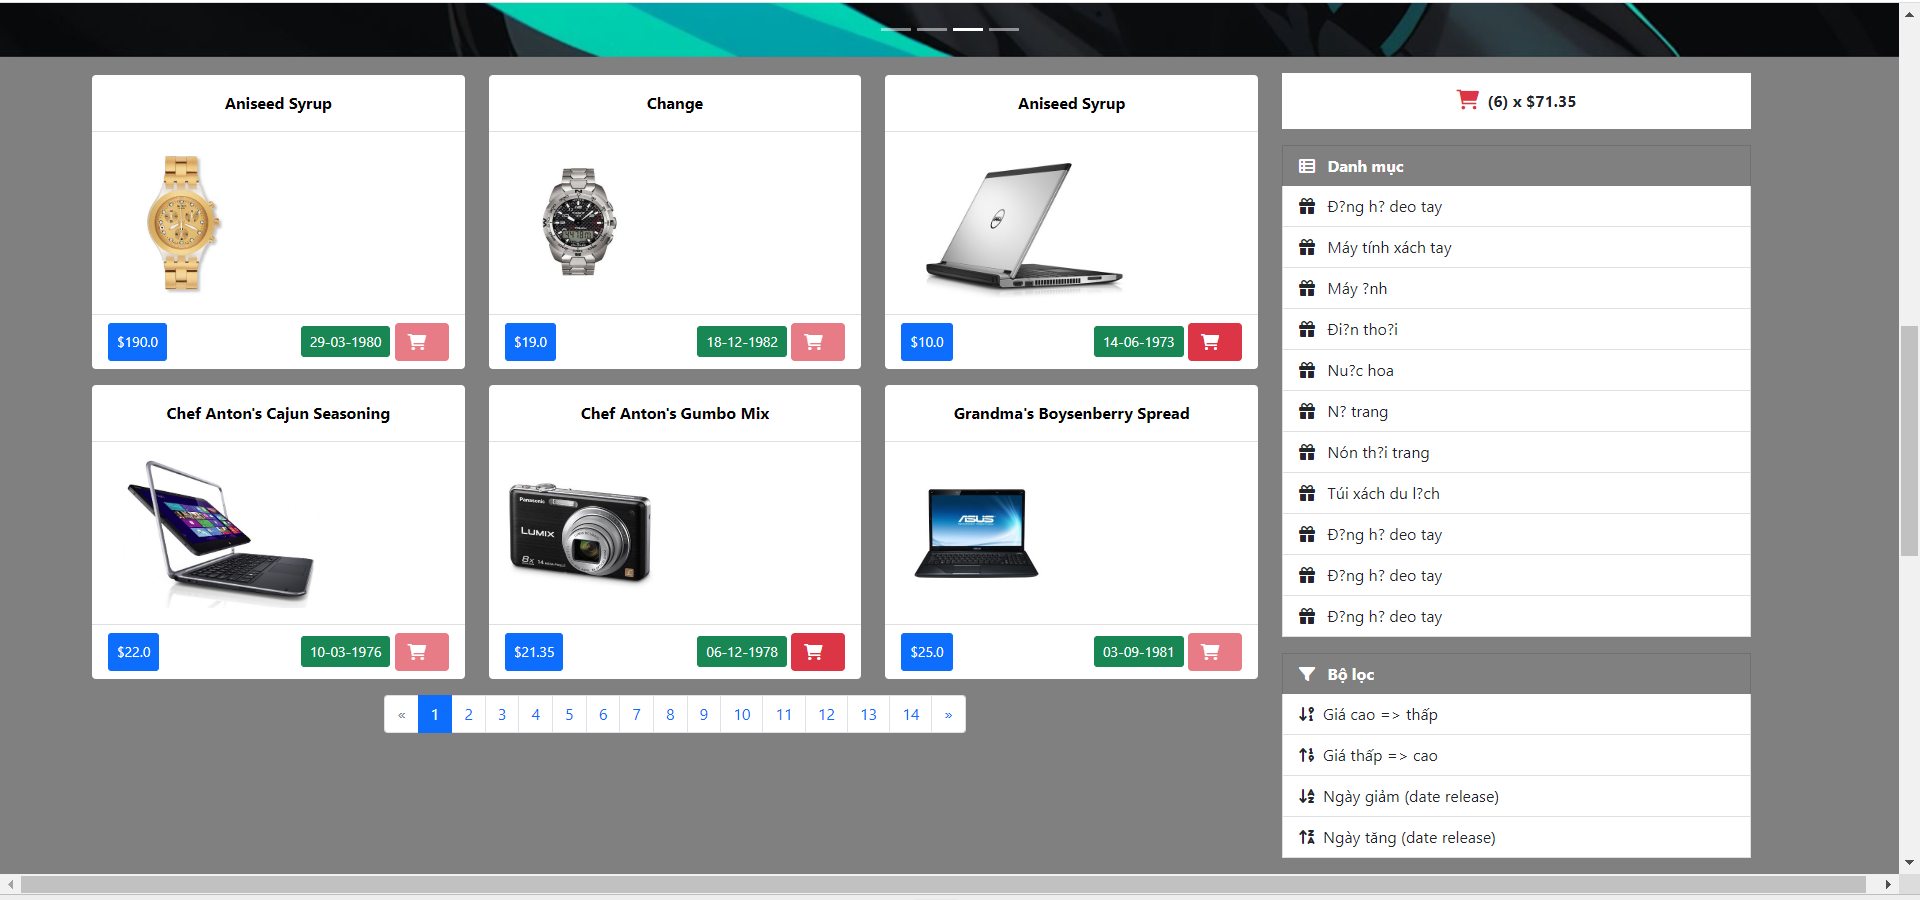 Aniseed Syrup
$190.0
29-03-1980
Change
$19.0
18-12-1982
Aniseed Syrup
$10.0
14-06-1973
Chef Anton's Cajun Seasoning
$22.0
10-03-1976
Chef Anton's Gumbo Mix
Panasonic
LUMIX
8x
$21.35
06-12-1978
Grandma's Boysenberry Spread
ASUS
$25.0
03-09-1981
« 1 2 3 4 5 6 7 8 9 10 11 12 13 14 »
(6) x $71.35
Danh mục
Đ?ng h? deo tay
Máy tính xách tay
Máy ?nh
Đi?n tho?i
Nu?c hoa
N? trang
Nón th?i trang
Túi xách du l?ch
Đ?ng h? deo tay
Đ?ng h? deo tay
Đ?ng h? deo tay
Bộ lọc
Giá cao => thấp
Giá thấp => cao
Ngày giảm (date release)
Ngày tăng (date release)